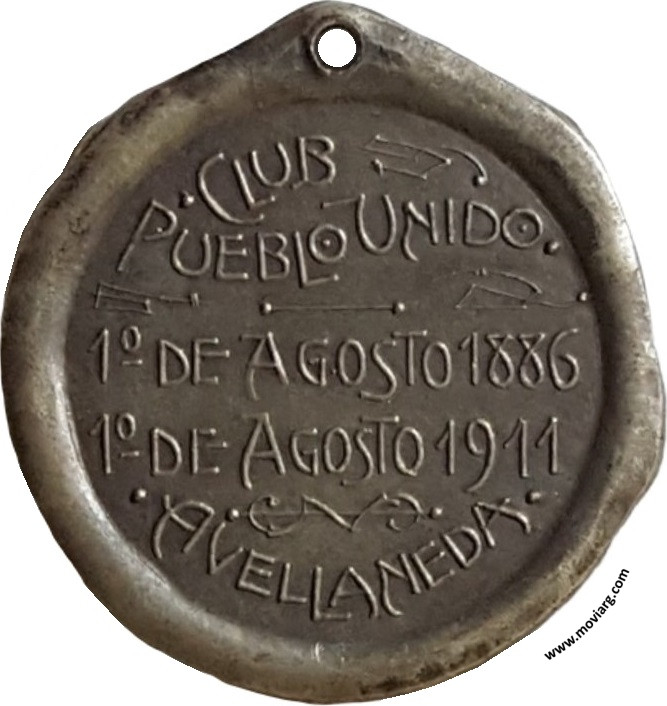 CLUB
PUEBLO UNIDO.
1º DE AGOSTO 1886
1º DE AGOSTO 1911
· AVELLANEDA ·
www.moviarg.com